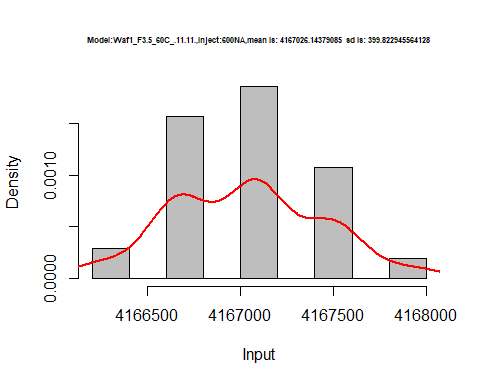 Model:Waf1_F3.5_60C_.11.11.,Inject:600NA,mean is: 4167026.14379085 sd is: 399.822945564128
Density
0.0010
0.0000
4166500 4167000 4167500 4168000
Input